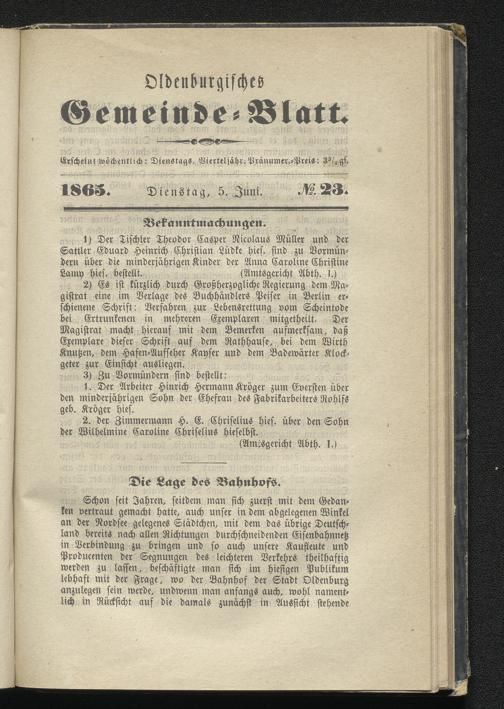 Oldenburgisches
Gemeinde-Blatt.
Erscheint wöchentlich: Dienstags. Vierteljähr. Pränumer.-Preis: 3¾ gſ.
1865. Dienstag, 5. Juni. № 23.
Bekanntmachungen.
1) Der Tischler Theodor Casper Nicolaus Müller und der
Sattler Eduard Heinrich Christian Lüdke hies. sind zu Vormün-
dern über die minderjährigen Kinder der Anna Caroline Christine
Lamp hies. bestellt. (Amtsgericht Abth. I.)
2) Es ist kürzlich durch Großherzogliche Regierung dem Ma-
gistrat eine im Verlage des Buchhändlers Peiser in Berlin er-
schienene Schrift: Verfahren zur Lebensrettung vom Scheintode
bei Ertrunkenen in mehreren Exemplaren mitgetheilt. Der
Magistrat macht hierauf mit dem Bemerken aufmerksam, daß
Exemplare dieser Schrift auf dem Rathhause, bei dem Wirth
Knutzen, dem Hafen-Aufseher Kayser und dem Badewärter Klock-
geter zur Einsicht ausliegen.
3) Zu Vormündern sind bestellt:
1. Der Arbeiter Hinrich Hermann Kröger zum Eversten über
den minderjährigen Sohn der Ehefrau des Fabrikarbeiters Rohlfs
geb. Kröger hies.
2. der Zimmermann H. E. Chriselius hies. über den Sohn
der Wilhelmine Caroline Chriselius hieselbst.
(Amtsgericht Abth. I.)
Die Lage des Bahnhofs.
Schon seit Jahren, seitdem man sich zuerst mit dem Gedan-
ken vertraut gemacht hatte, auch unser in dem abgelegenen Winkel
an der Nordsee gelegenes Städtchen, mit dem das übrige Deutsch-
land bereits nach allen Richtungen durchschneidenden Eisenbahnnetz
in Verbindung zu bringen und so auch unsere Kaufleute und
Producenten der Segnungen des leichteren Verkehrs theilhaftig
werden zu lassen, beschäftigte man sich im hiesigen Publikum
lebhaft mit der Frage, wo der Bahnhof der Stadt Oldenburg
anzulegen sein werde, undwenn man anfangs auch, wohl nament-
lich in Rücksicht auf die damals zunächst in Aussicht stehende